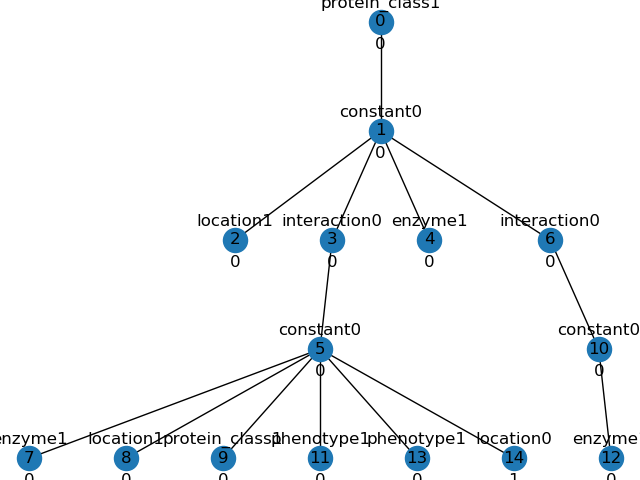 protein_class1
0
0
constant0
1
0
location1 interaction0 enzyme1 interaction0
2 3 4 6
0 0 0 0
constant0 constant0
5 10
0 0
enzyme1 location1 protein_class1 phenotype1 phenotype1 location0 enzyme
7 8 9 11 13 14 12
0 0 0 0 0 1 0